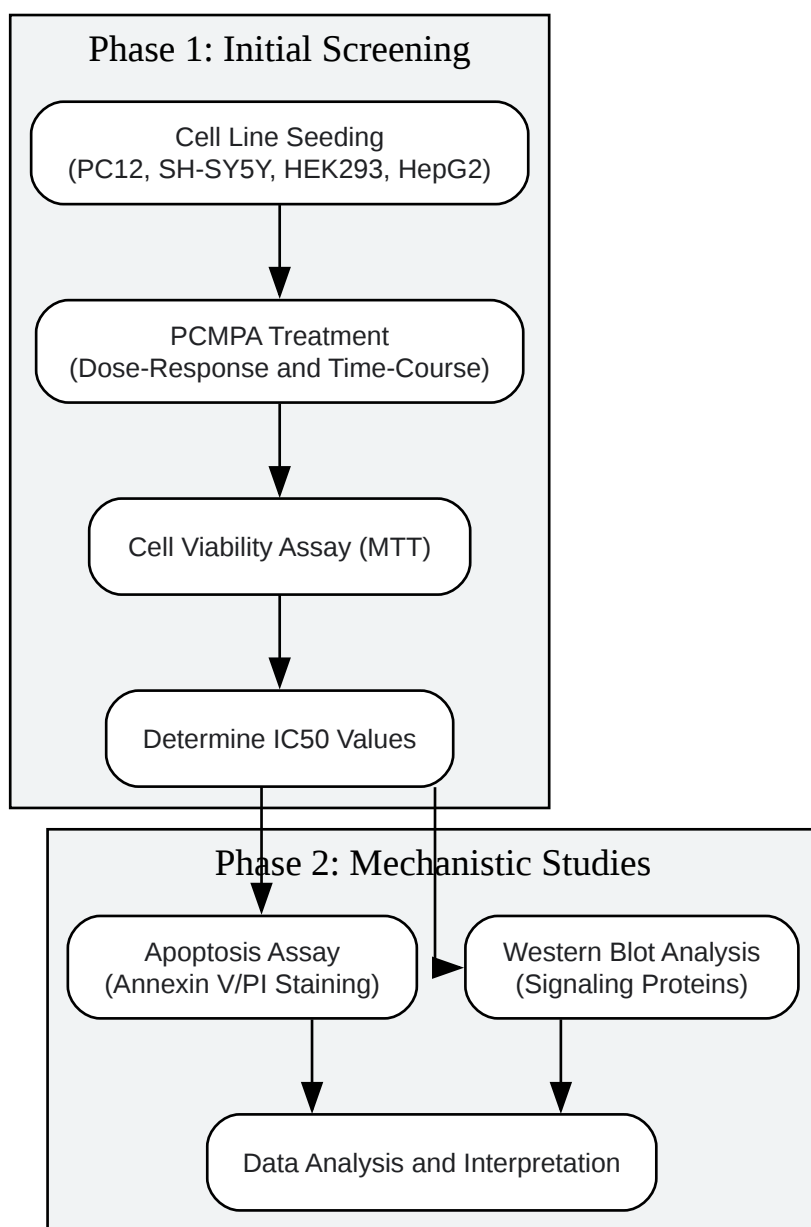 Phase 1: Initial Screening
Cell Line Seeding
(PC12, SH-SY5Y, HEK293, HepG2)
PCMPA Treatment
(Dose-Response and Time-Course)
Cell Viability Assay (MTT)
Determine IC50 Values
Phase 2: Mechanistic Studies
Apoptosis Assay
(Annexin V/PI Staining)
Western Blot Analysis
(Signaling Proteins)
Data Analysis and Interpretation